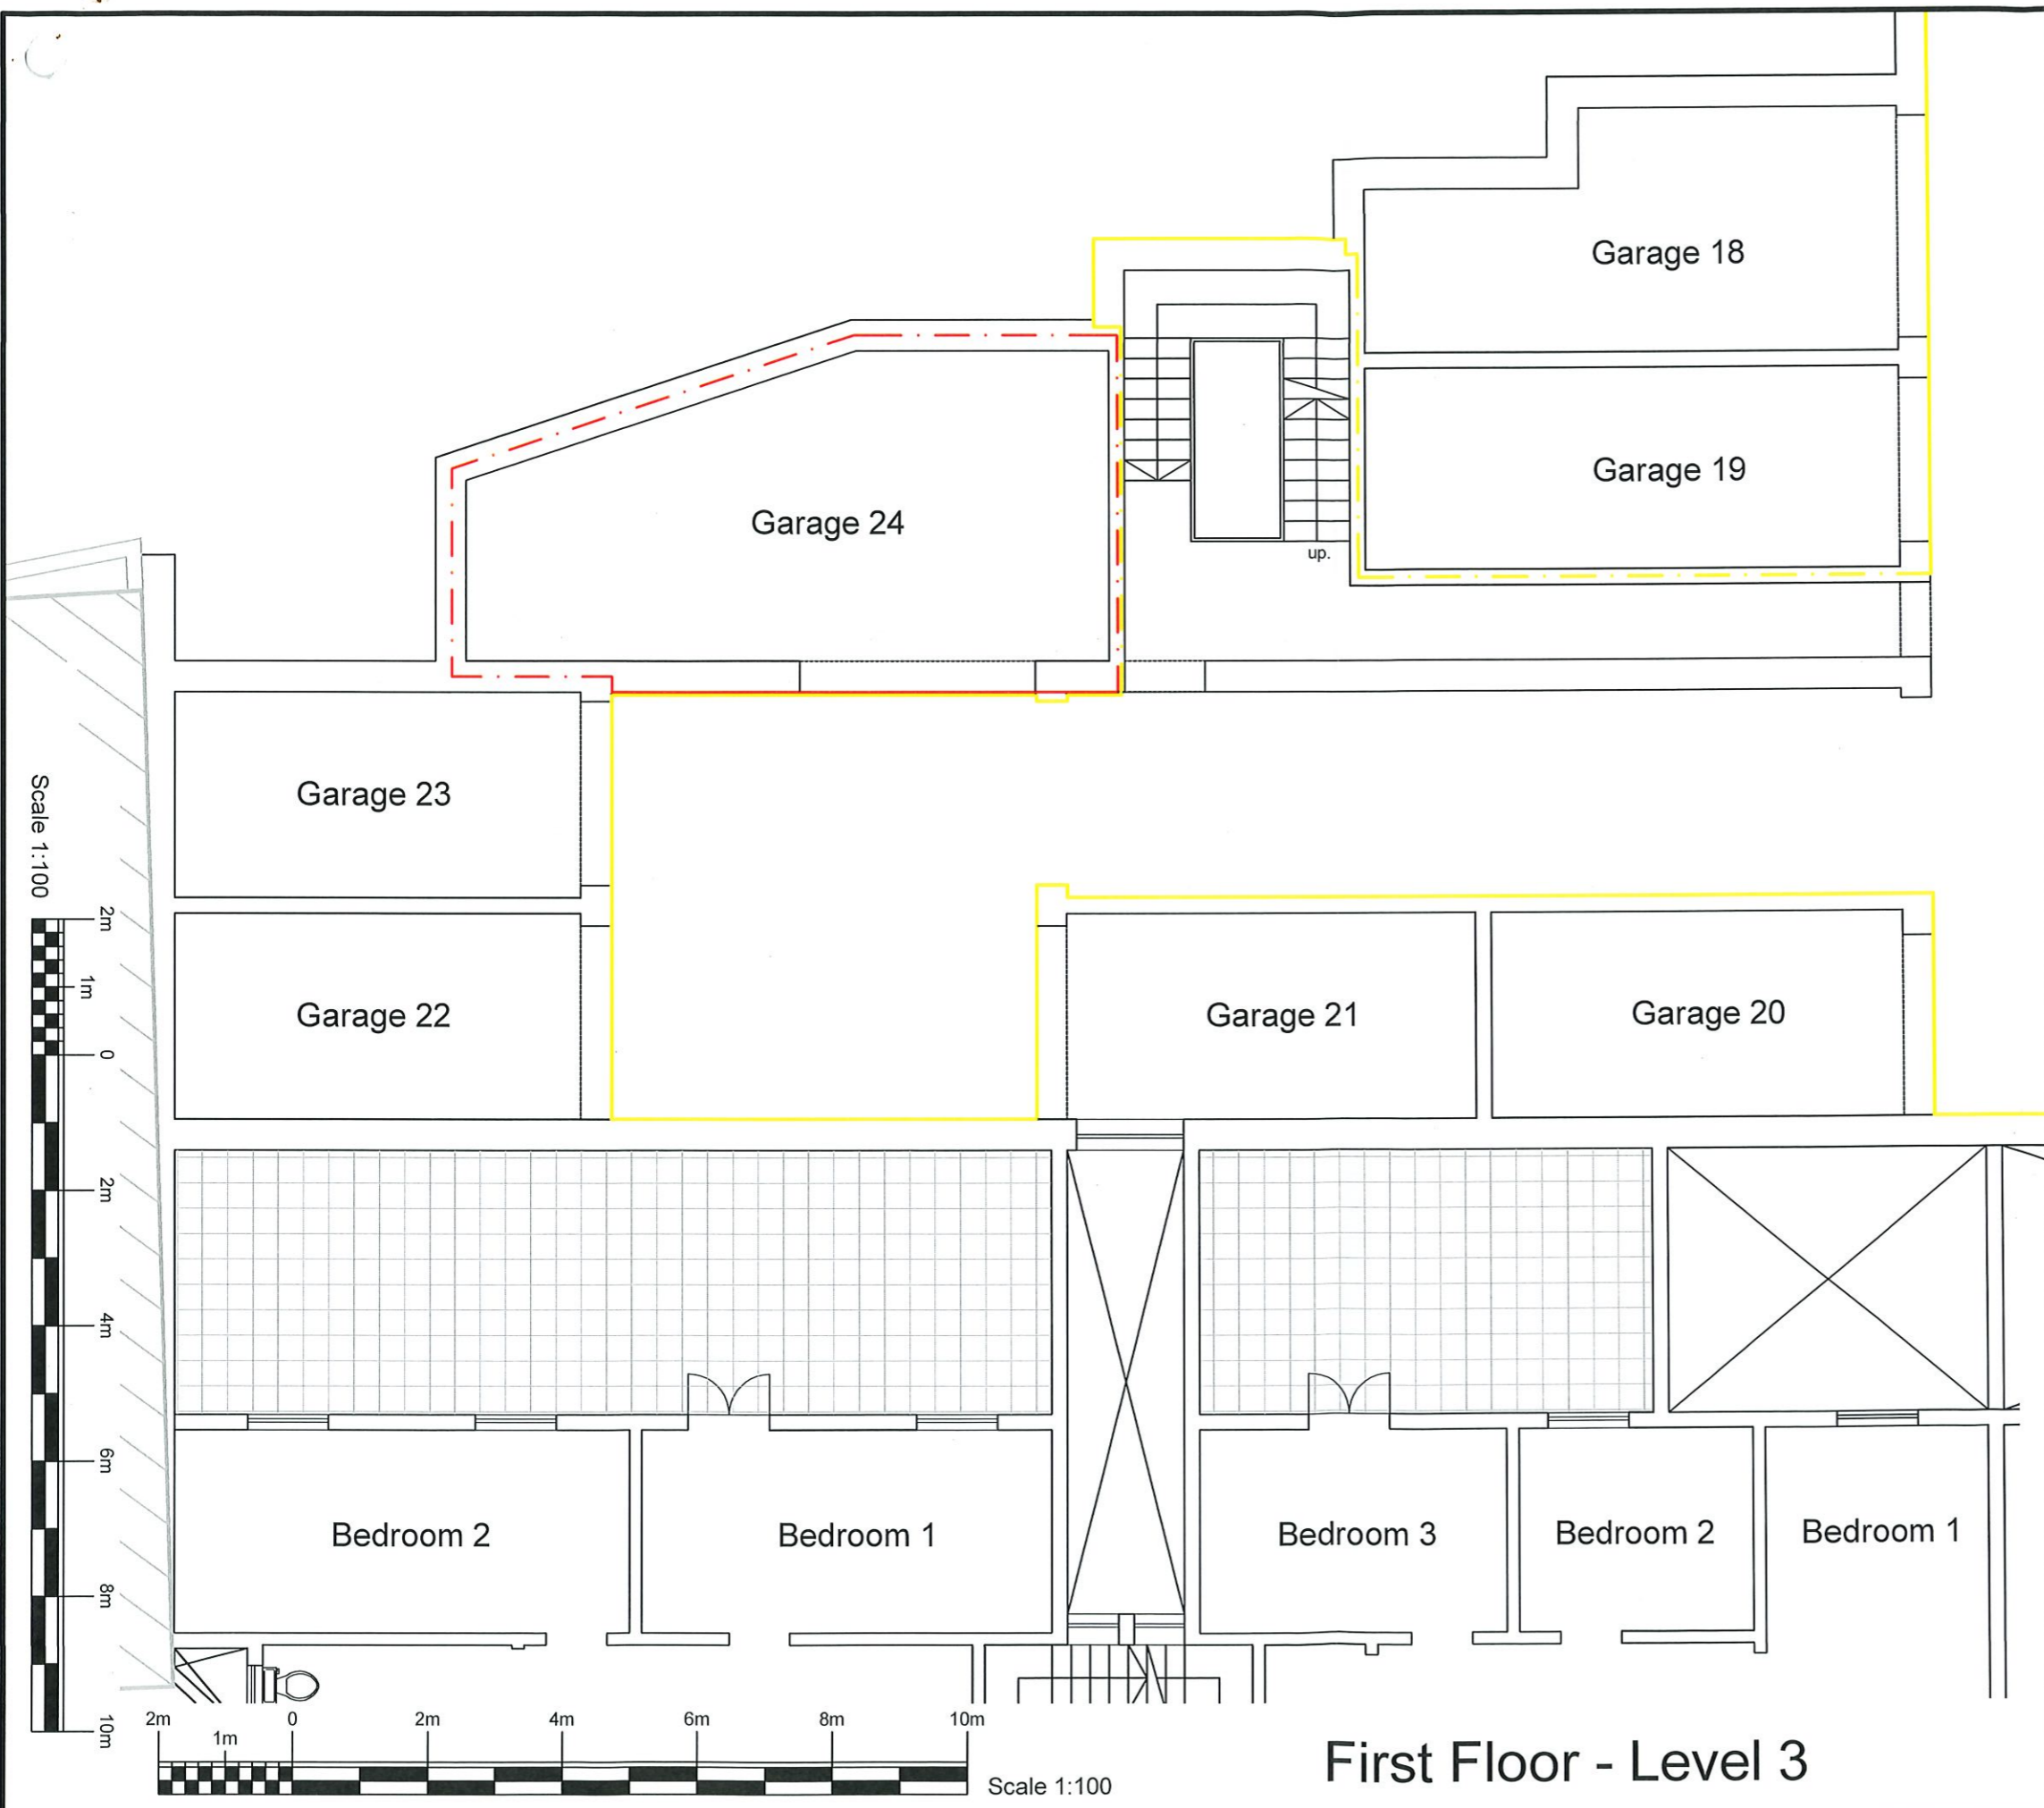 Garage 18
Garage 19
Garage 24
up.
Garage 23
Garage 22
Garage 21
Garage 20
Scale 1:100
2m
1m
0
2m
4m
6m
8m
10m
Bedroom 2
Bedroom 1
Bedroom 3
Bedroom 2
Bedroom 1
2m
1m
0
2m
4m
6m
8m
10m
Scale 1:100
First Floor - Level 3